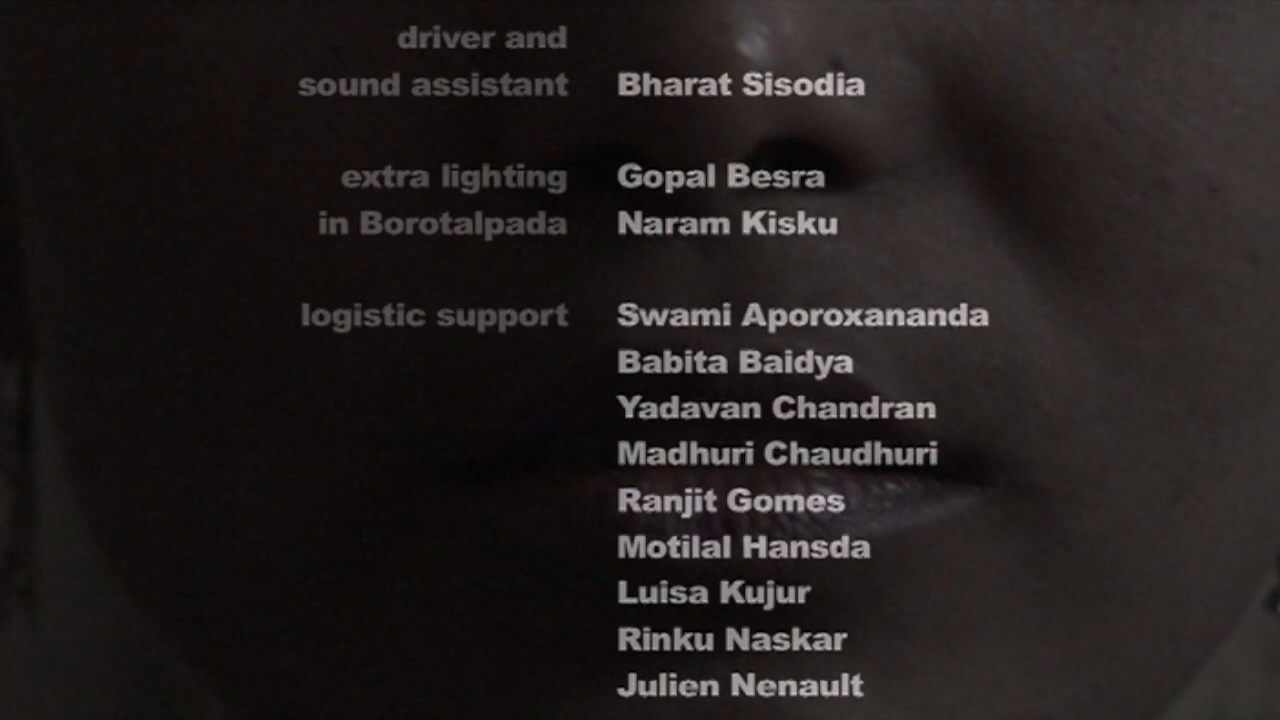 driver and
sound assistant Bharat Sisodia
extra lighting Gopal Besra
in Borotalpada Naram Kisku
logistic support Swami Aporoxananda
Babita Baidya
Yadavan Chandran
Madhuri Chaudhuri
Ranjit Gomes
Motilal Hansda
Luisa Kujur
Rinku Naskar
Julien Nenault